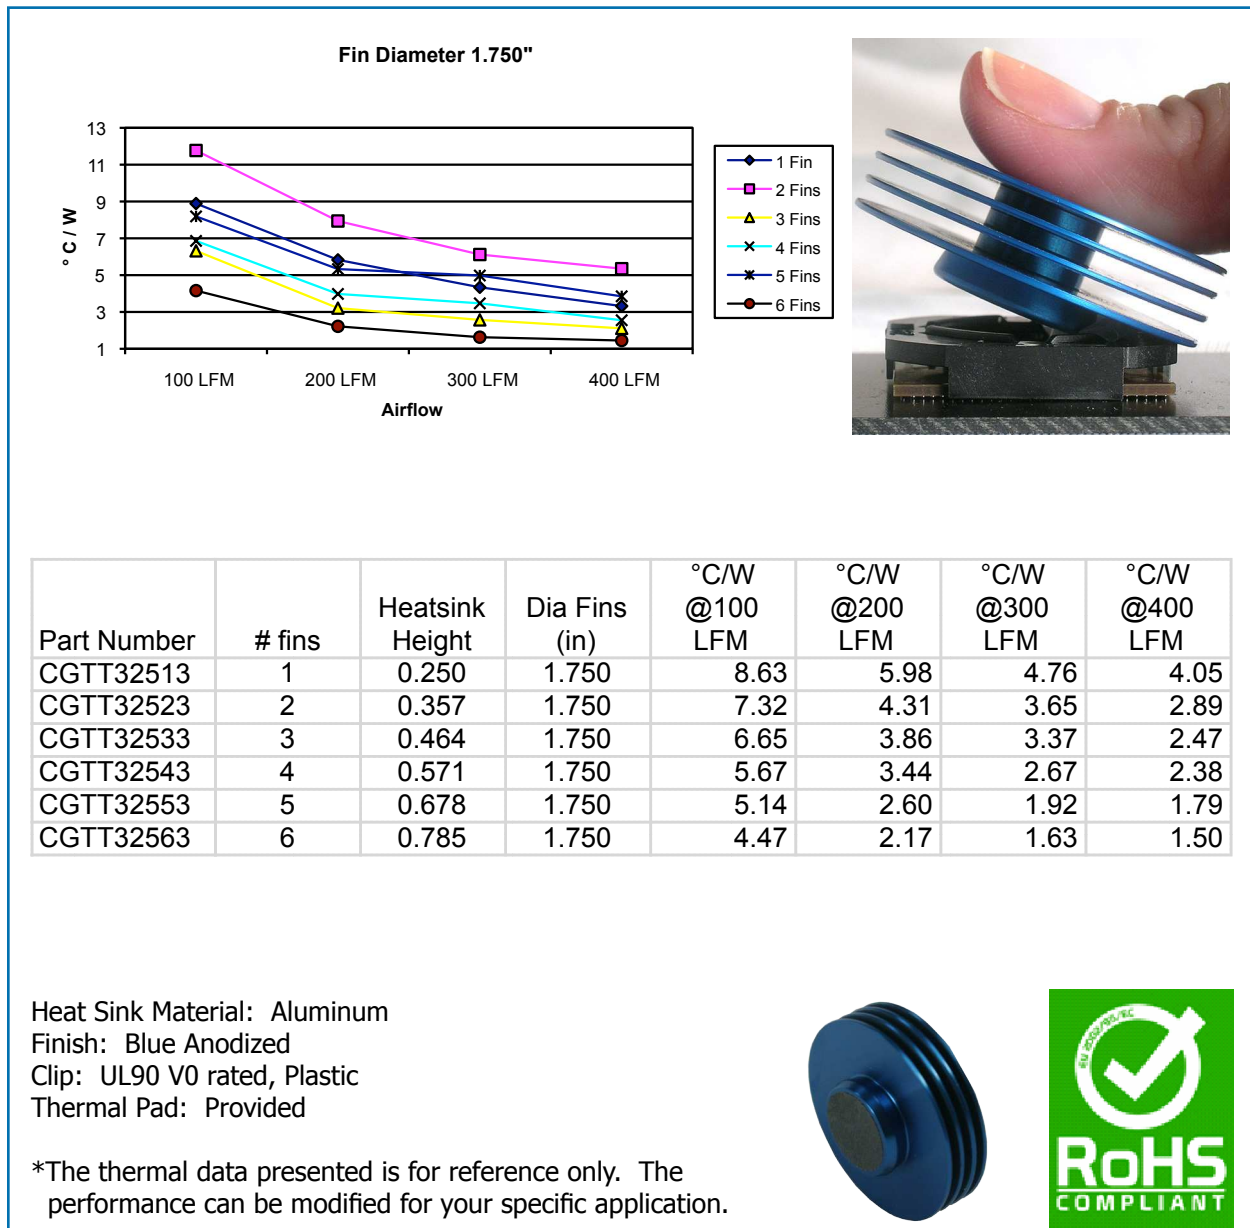 Fin Diameter 1.750"
13
11
9
7
5
3
1
° C / W
100 LFM 200 LFM 300 LFM 400 LFM
Airflow
1 Fin
2 Fins
3 Fins
4 Fins
5 Fins
6 Fins
Part Number # fins Heatsink Height Dia Fins (in) °C/W @100 LFM °C/W @200 LFM °C/W @300 LFM °C/W @400 LFM
CGTT32513 1 0.250 1.750 8.63 5.98 4.76 4.05
CGTT32523 2 0.357 1.750 7.32 4.31 3.65 2.89
CGTT32533 3 0.464 1.750 6.65 3.86 3.37 2.47
CGTT32543 4 0.571 1.750 5.67 3.44 2.67 2.38
CGTT32553 5 0.678 1.750 5.14 2.60 1.92 1.79
CGTT32563 6 0.785 1.750 4.47 2.17 1.63 1.50
Heat Sink Material: Aluminum
Finish: Blue Anodized
Clip: UL90 V0 rated, Plastic
Thermal Pad: Provided
*The thermal data presented is for reference only. The
performance can be modified for your specific application.
EU 2002/95/EC
RoHS
COMPLIANT